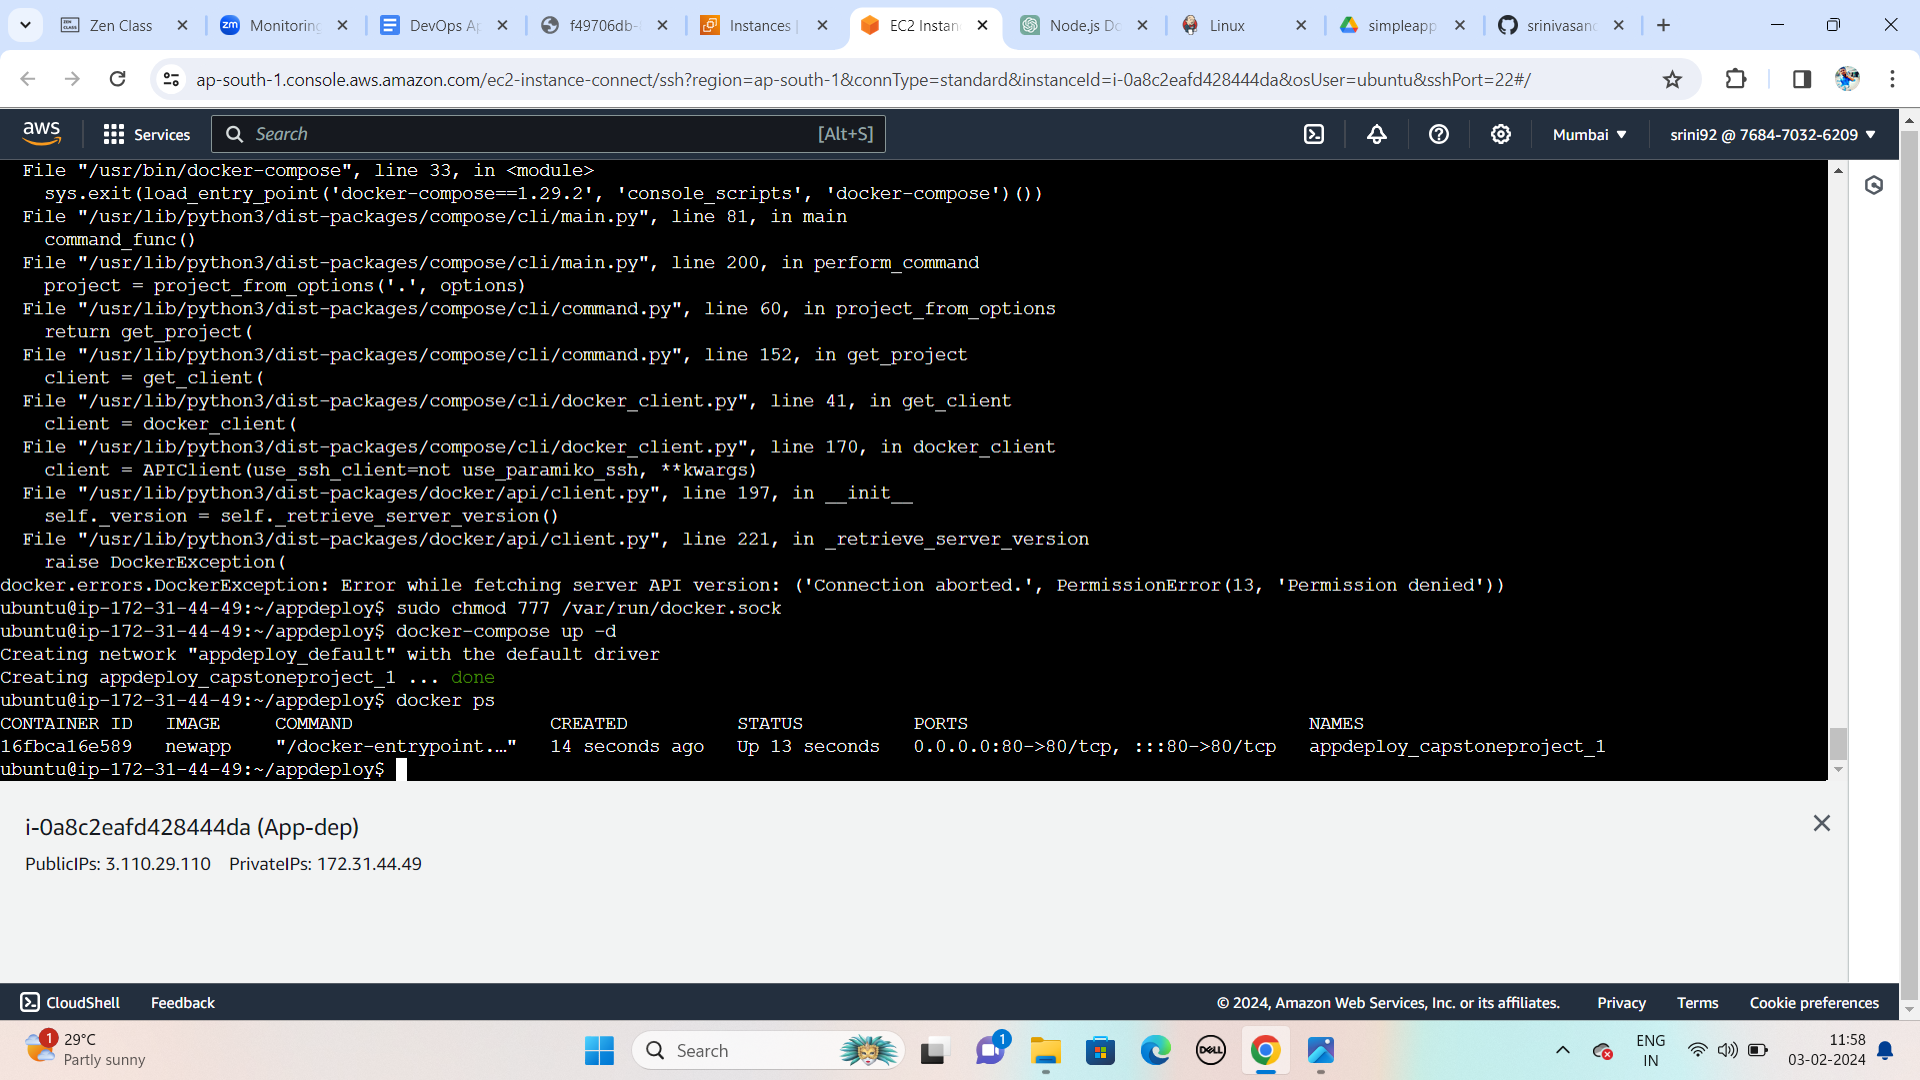 Zen Class
Monitoring
DevOps Ap
f49706db-
Instances |
EC2 Instan
Node.js Do
Linux
simpleapp
srinivasand
ap-south-1.console.aws.amazon.com/ec2-instance-connect/ssh?region=ap-south-1&connType=standard&instanceId=i-0a8c2eafd428444da&osUser=ubuntu&sshPort=22#/
aws
Services
Search
[Alt+S]
Mumbai
srini92 @ 7684-7032-6209
File "/usr/bin/docker-compose", line 33, in <module>
sys.exit(load_entry_point('docker-compose==1.29.2', 'console_scripts', 'docker-compose')())
File "/usr/lib/python3/dist-packages/compose/cli/main.py", line 81, in main
command_func()
File "/usr/lib/python3/dist-packages/compose/cli/main.py", line 200, in perform_command
project = project_from_options('.', options)
File "/usr/lib/python3/dist-packages/compose/cli/command.py", line 60, in project_from_options
return get_project(
File "/usr/lib/python3/dist-packages/compose/cli/command.py", line 152, in get_project
client = get_client(
File "/usr/lib/python3/dist-packages/compose/cli/docker_client.py", line 41, in get_client
client = docker_client(
File "/usr/lib/python3/dist-packages/compose/cli/docker_client.py", line 170, in docker_client
client = APIClient(use_ssh_client=not use_paramiko_ssh, **kwargs)
File "/usr/lib/python3/dist-packages/docker/api/client.py", line 197, in __init__
self._version = self._retrieve_server_version()
File "/usr/lib/python3/dist-packages/docker/api/client.py", line 221, in _retrieve_server_version
raise DockerException(
docker.errors.DockerException: Error while fetching server API version: ('Connection aborted.', PermissionError(13, 'Permission denied'))
ubuntu@ip-172-31-44-49:~/appdeploy$ sudo chmod 777 /var/run/docker.sock
ubuntu@ip-172-31-44-49:~/appdeploy$ docker-compose up -d
Creating network "appdeploy_default" with the default driver
Creating appdeploy_capstoneproject_1 ... done
ubuntu@ip-172-31-44-49:~/appdeploy$ docker ps
CONTAINER ID   IMAGE     COMMAND                  CREATED          STATUS          PORTS                               NAMES
16fbca16e589   newapp    "/docker-entrypoint.…"   14 seconds ago   Up 13 seconds   0.0.0.0:80->80/tcp, :::80->80/tcp   appdeploy_capstoneproject_1
ubuntu@ip-172-31-44-49:~/appdeploy$
i-0a8c2eafd428444da (App-dep)
PublicIPs: 3.110.29.110   PrivateIPs: 172.31.44.49
CloudShell
Feedback
© 2024, Amazon Web Services, Inc. or its affiliates.
Privacy
Terms
Cookie preferences
1
29°C
Partly sunny
Search
1
DELL
ENG
IN
11:58
03-02-2024